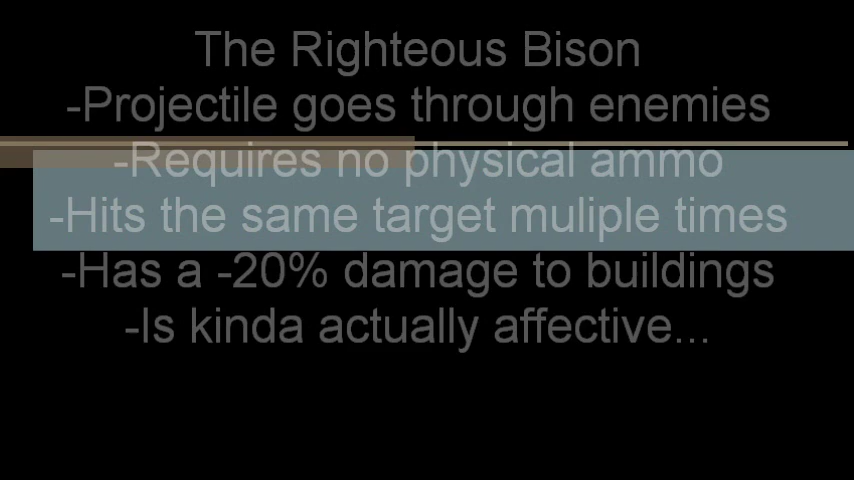 The Righteous Bison
-Projectile goes through enemies
-Requires no physical ammo
-Hits the same target muliple times
-Has a -20% damage to buildings
-Is kinda actually affective...